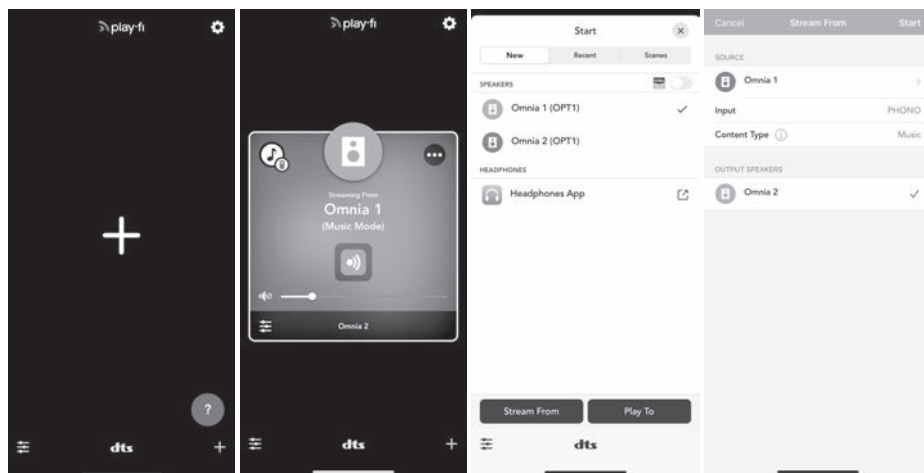 play-fi
?
dts
+
play-fi
Streaming From
Omnia 1
(Music Mode)
Omnia 2
dts
+
Start
New
Recent
Scenes
SPEAKERS
Omnia 1 (OPT1)
Omnia 2 (OPT1)
HEADPHONES
Headphones App
Stream From
Play To
dts
Cancel
Stream From
Start
SOURCE
Omnia 1
Input
PHONO
Content Type
Music
OUTPUT SPEAKERS
Omnia 2